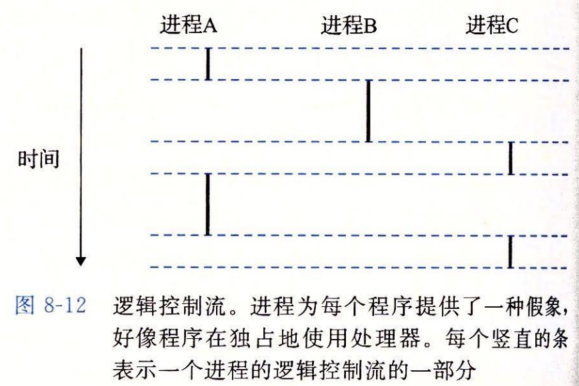 进程A 进程B 进程C
时间
图 8-12 逻辑控制流。进程为每个程序提供了一种假象,
好像程序在独占地使用处理器。每个竖直的条
表示一个进程的逻辑控制流的一部分